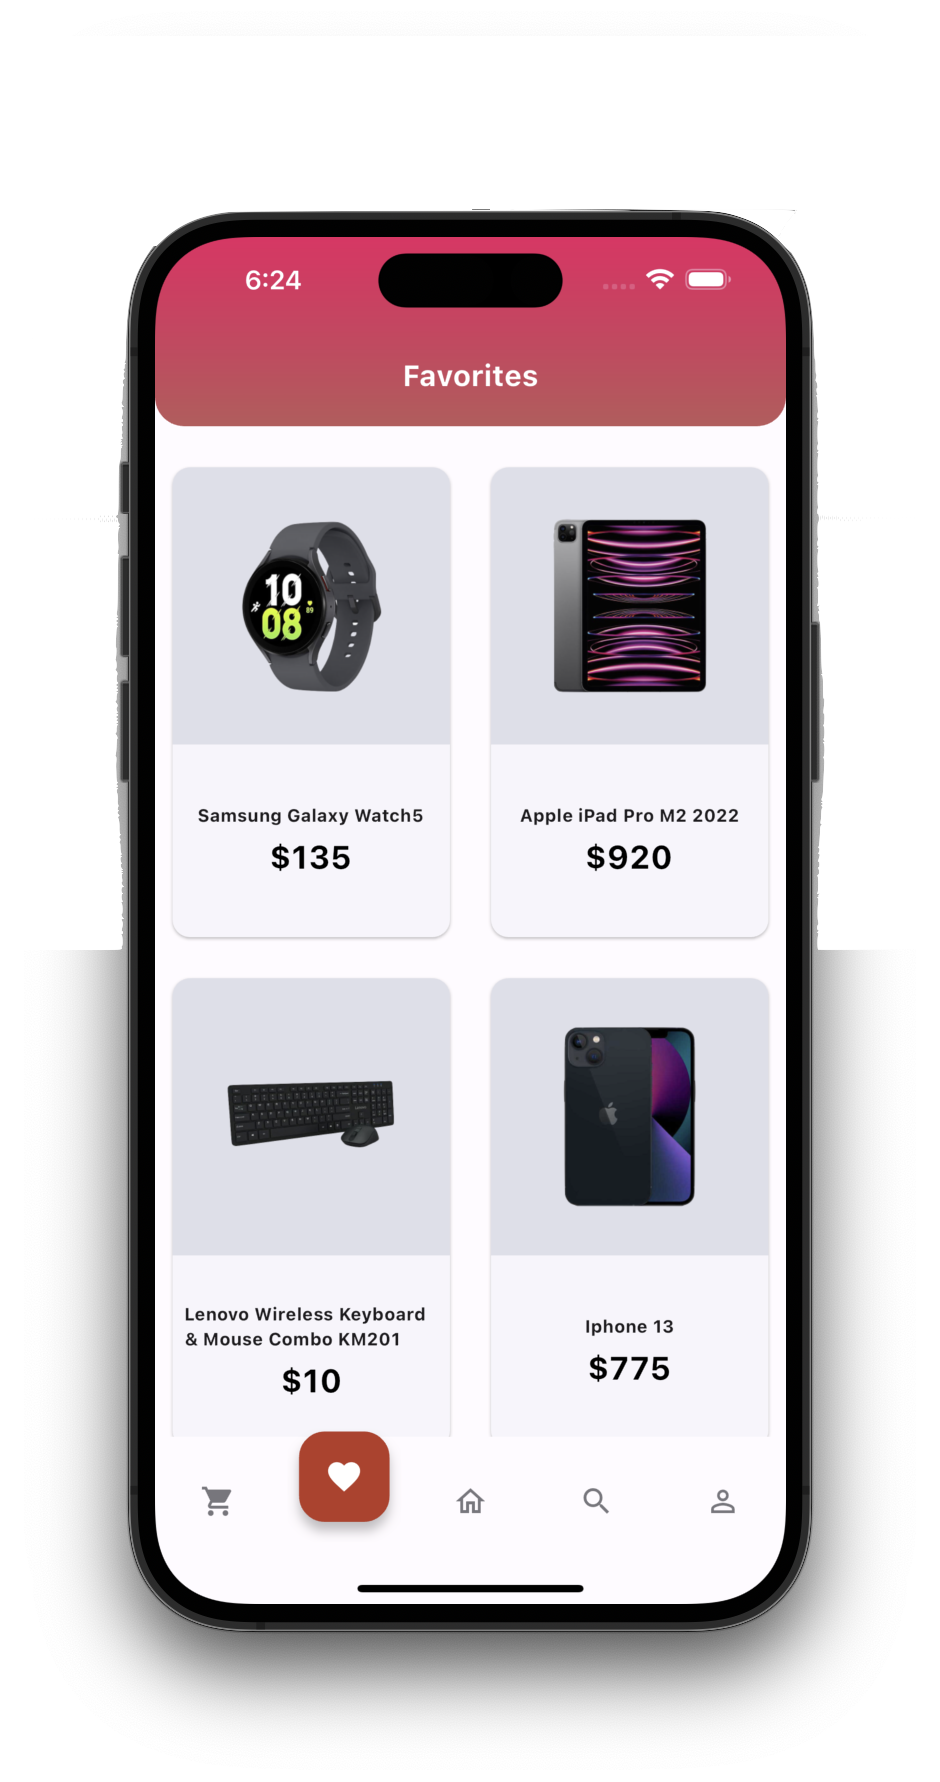 6:24
Favorites
10
08
89
Samsung Galaxy Watch5
$135
Apple iPad Pro M2 2022
$920
Lenovo Wireless Keyboard
& Mouse Combo KM201
$10
Iphone 13
$775